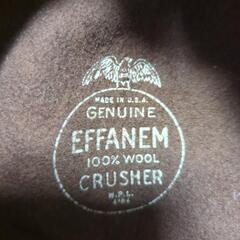 MADE IN U.S.A.
GENUINE
EFFANEM
100% WOOL
CRUSHER
W.P.L.